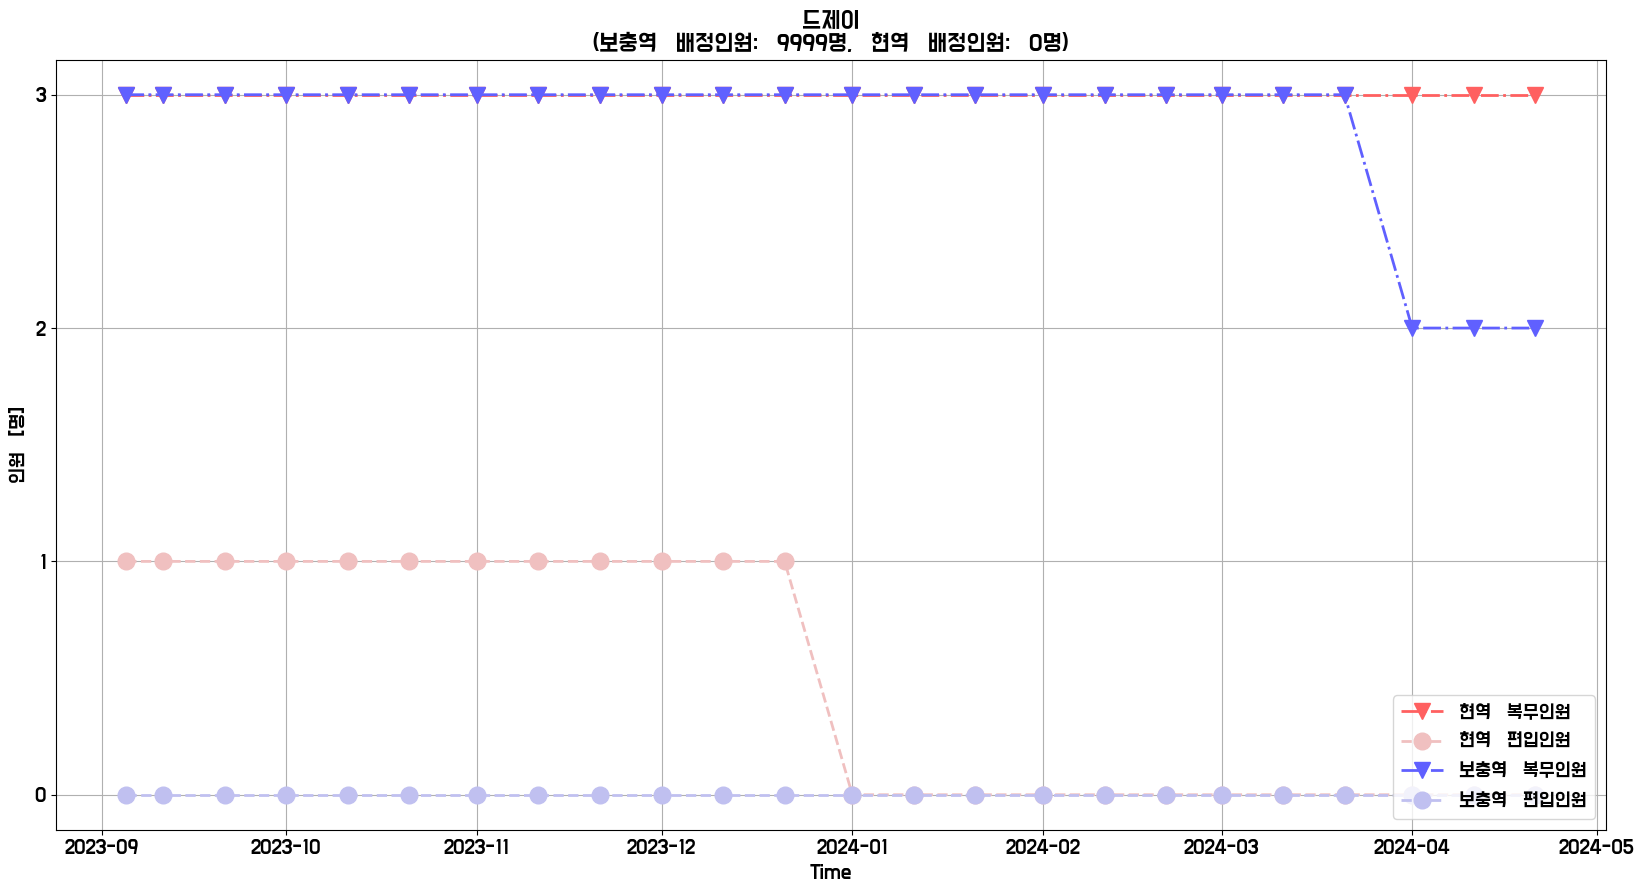 드제이
(보충역 배정인원: 9999명, 현역 배정인원: 0명)
3
2
1
0
인원 [명]
2023-09 2023-10 2023-11 2023-12 2024-01 2024-02 2024-03 2024-04 2024-05
Time
현역 복무인원
현역 편입인원
보충역 복무인원
보충역 편입인원